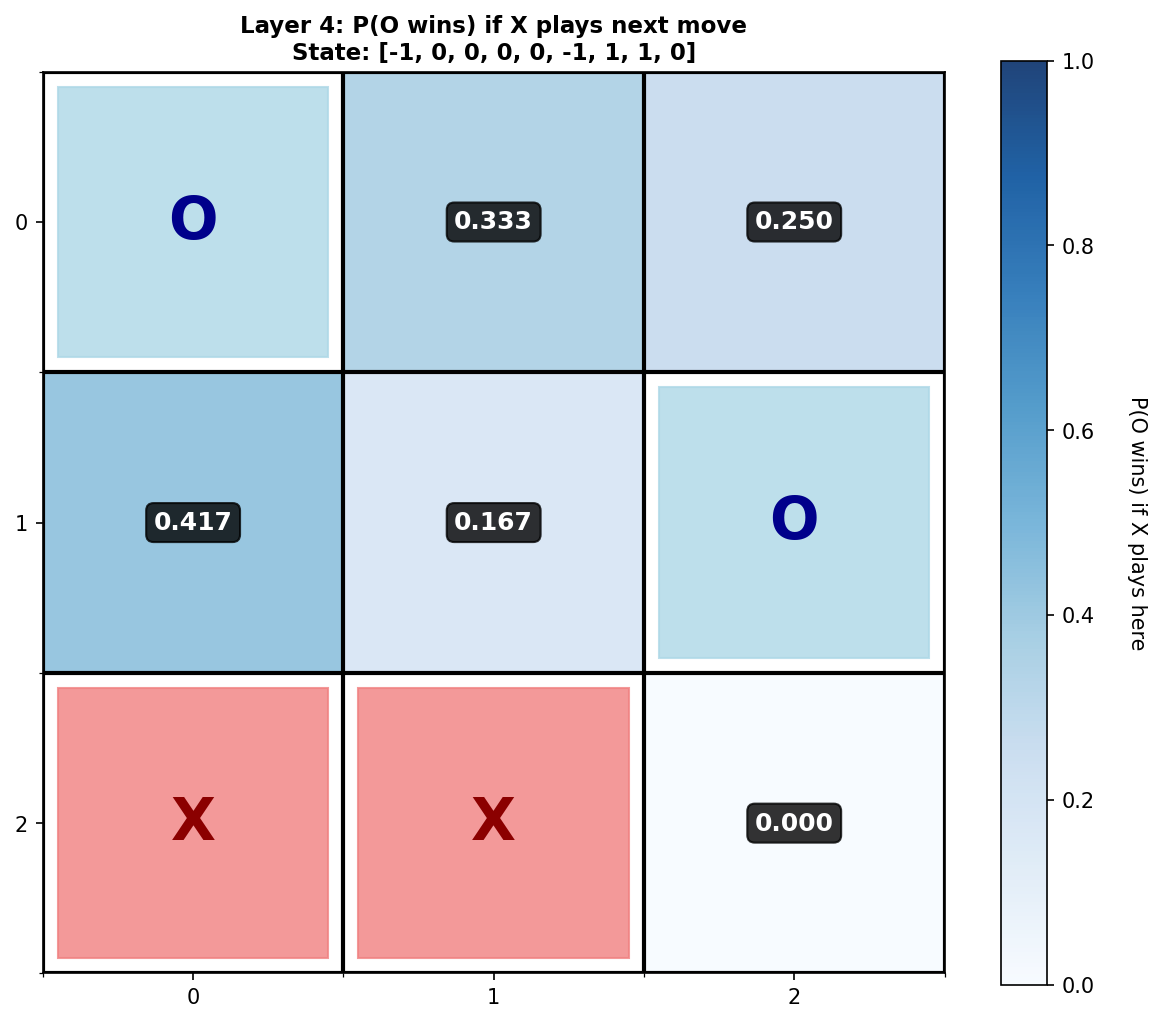 Layer 4: P(O wins) if X plays next move
State: [-1, 0, 0, 0, 0, -1, 1, 1, 0]
0
O
0.333
0.250
1
0.417
0.167
O
2
X
X
0.000
0
1
2
1.0
0.8
0.6
0.4
0.2
0.0
P(O wins) if X plays here